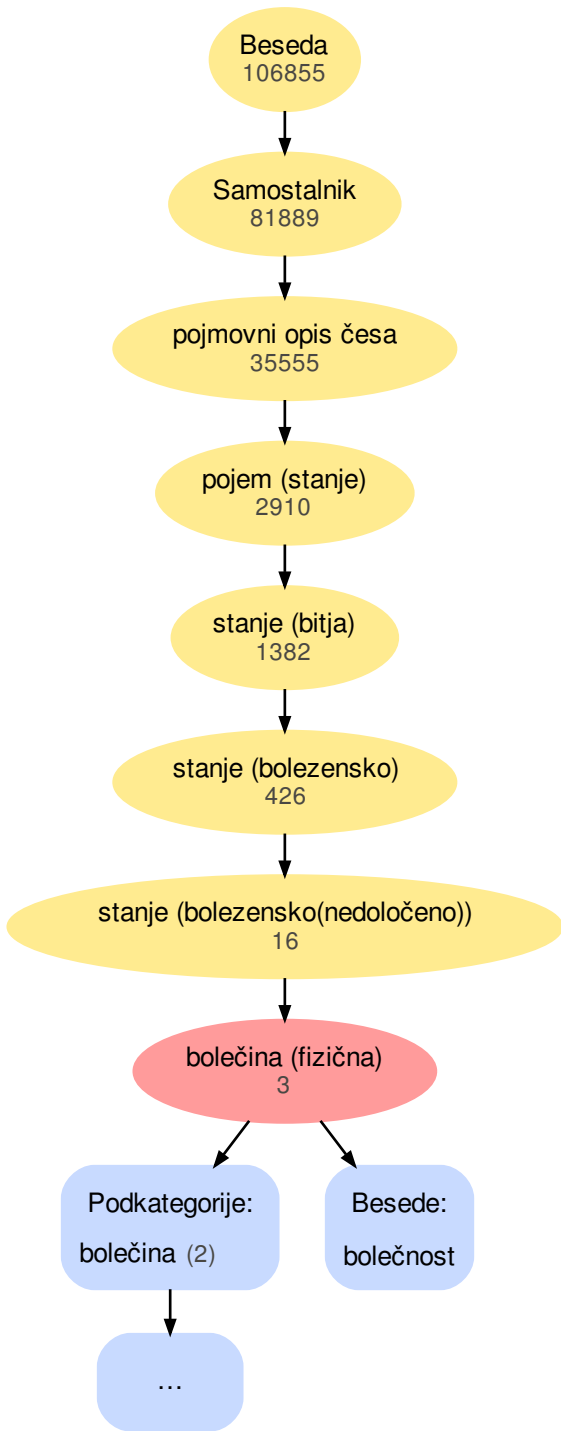 Beseda
106855
Samostalnik
81889
pojmovni opis česa
35555
pojem (stanje)
2910
stanje (bitja)
1382
stanje (bolezensko)
426
stanje (bolezensko(nedoločeno))
16
bolečina (fizična)
3
Podkategorije:
bolečina (2)
Besede:
bolečnost
...